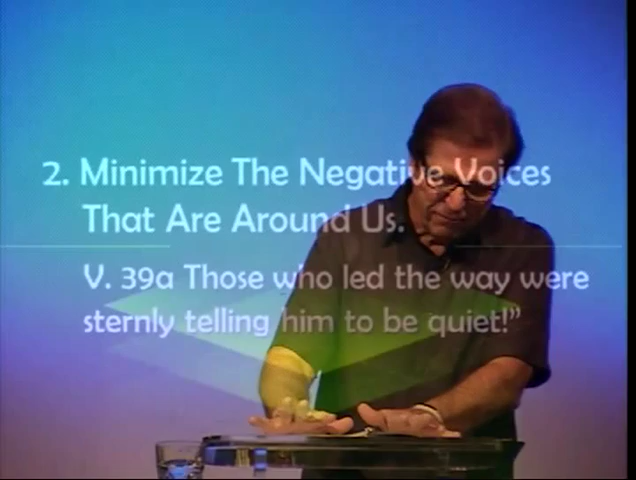 2. Minimize The Negative Voices
That Are Around Us.
V. 39a Those who led the way were
sternly telling him to be quiet!”